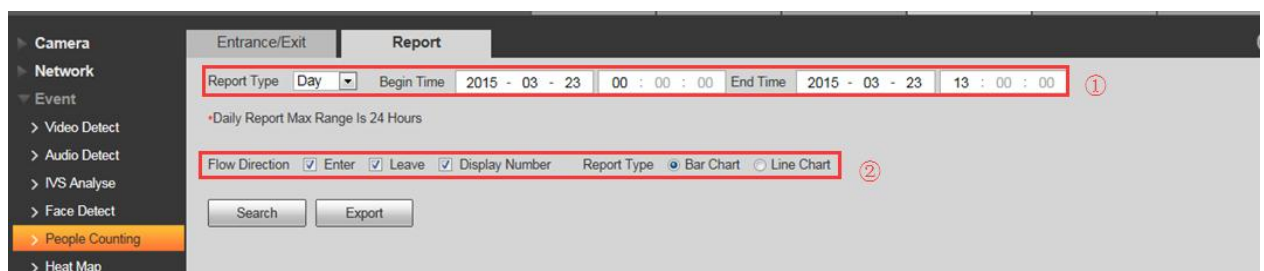 Camera
Network
Event
Video Detect
Audio Detect
IVS Analyse
Face Detect
People Counting
Heat Map
Entrance/Exit Report
Report Type Day Begin Time 2015 - 03 - 23 00 : 00 : 00 End Time 2015 - 03 - 23 13 : 00 : 00 ①
*Daily Report Max Range Is 24 Hours
Flow Direction Enter Leave Display Number Report Type Bar Chart Line Chart ②
Search Export